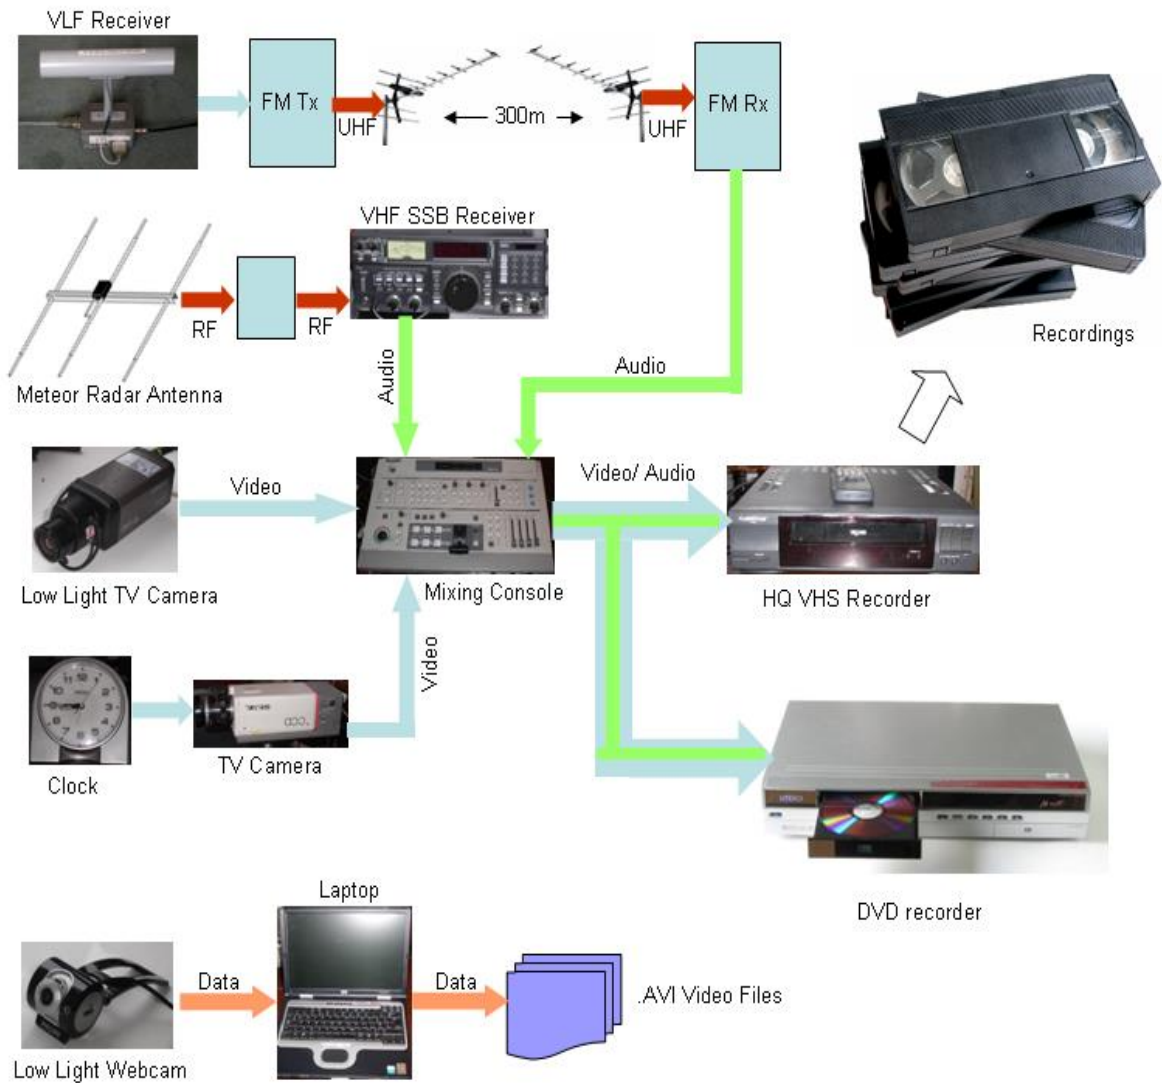 VLF Receiver
FM Tx
UHF
300m
UHF
FM Rx
VHF SSB Receiver
RF
RF
Meteor Radar Antenna
Audio
Audio
Recordings
Video
Low Light TV Camera
Mixing Console
Video/ Audio
HQ VHS Recorder
Clock
TV Camera
Video
DVD recorder
Laptop
Low Light Webcam
Data
Data
.AVI Video Files